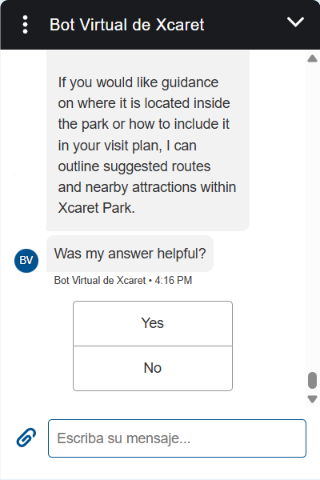 Bot Virtual de Xcaret
If you would like guidance
on where it is located inside
the park or how to include it
in your visit plan, I can
outline suggested routes
and nearby attractions within
Xcaret Park.
Was my answer helpful?
BV
Bot Virtual de Xcaret • 4:16 PM
Yes
No
Escriba su mensaje...